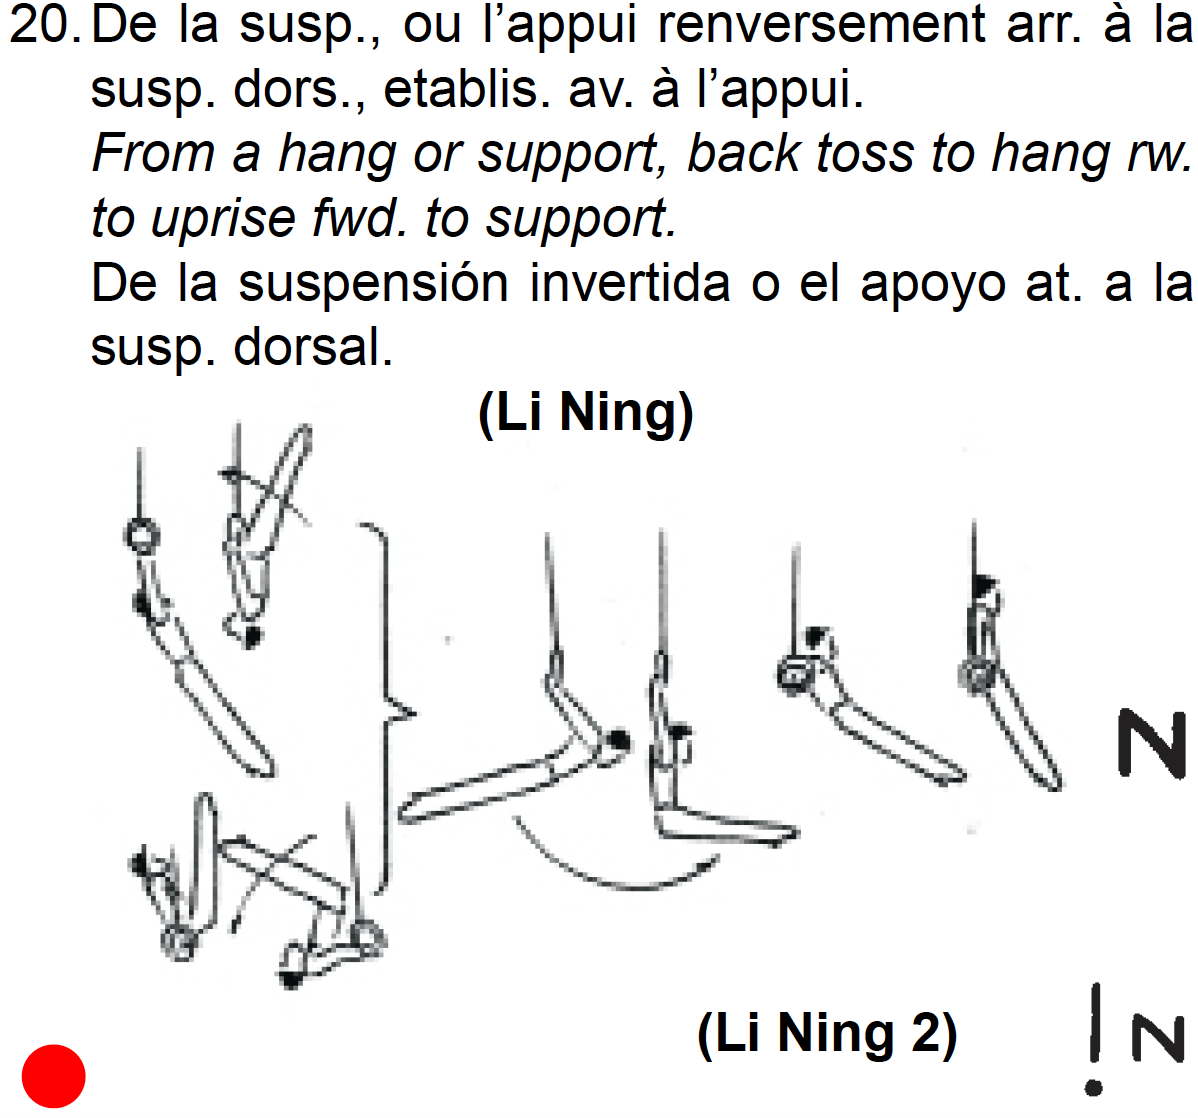 20. De la susp., ou l’appui renversement arr. à la
susp. dors., etablis. av. à l’appui.
From a hang or support, back toss to hang rw.
to uprise fwd. to support.
De la suspensión invertida o el apoyo at. a la
susp. dorsal.
(Li Ning)
(Li Ning 2)